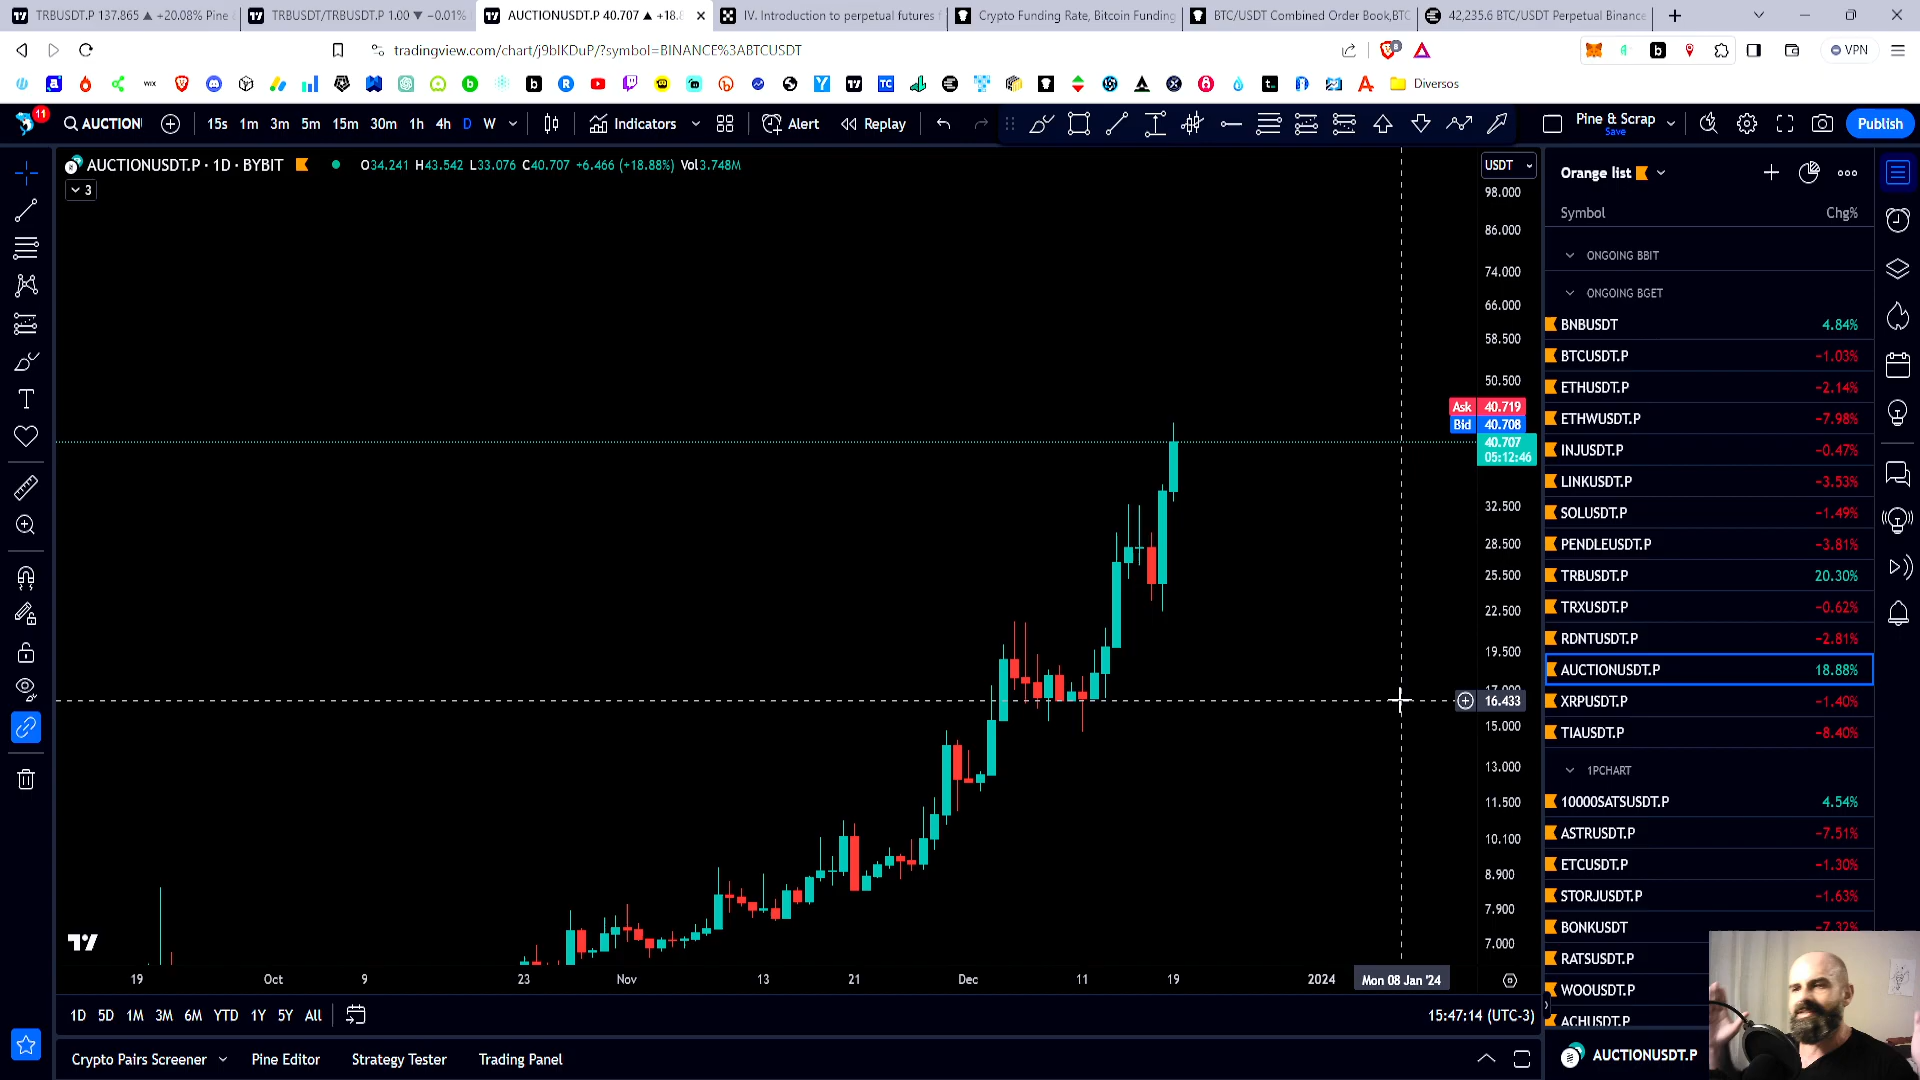 TRBUSDT.P 137.865 ▲ +20.08% Pine &
TRBUSDT/TRBUSDT.P 1.00 ▼ −0.01%
AUCTIONUSDT.P 40.707 ▲ +18.8
IV. Introduction to perpetual futures f
Crypto Funding Rate, Bitcoin Funding
BTC/USDT Combined Order Book,BTC
42,235.6 BTC/USDT Perpetual Binance
tradingview.com/chart/j9blKDuP/?symbol=BINANCE%3ABTCUSDT
8
VPN
Diversos
11
AUCTION
15s 1m 3m 5m 15m 30m 1h 4h D W
Indicators
Alert
Replay
Pine & Scrap
Save
Publish
AUCTIONUSDT.P · 1D · BYBIT
O34.241 H43.542 L33.076 C40.707 +6.466 (+18.88%) Vol3.748M
3
USDT
98.000
86.000
74.000
66.000
58.500
50.500
Ask 40.719
Bid 40.708
40.707
05:12:46
32.500
28.500
25.500
22.500
19.500
17.000
16.433
15.000
13.000
11.500
10.100
8.900
7.900
7.000
19 Oct 9 23 Nov 13 21 Dec 11 19 2024 Mon 08 Jan '24
1D 5D 1M 3M 6M YTD 1Y 5Y All
15:47:14 (UTC-3)
Crypto Pairs Screener
Pine Editor
Strategy Tester
Trading Panel
Orange list
Symbol Chg%
ONGOING BBIT
ONGOING BGET
BNBUSDT 4.84%
BTCUSDT.P −1.03%
ETHUSDT.P −2.14%
ETHWUSDT.P −7.98%
INJUSDT.P −0.47%
LINKUSDT.P −3.53%
SOLUSDT.P −1.49%
PENDLEUSDT.P −3.81%
TRBUSDT.P 20.30%
TRXUSDT.P −0.62%
RDNTUSDT.P −2.81%
AUCTIONUSDT.P 18.88%
XRPUSDT.P −1.40%
TIAUSDT.P −8.40%
1PCHART
10000SATSUSDT.P 4.54%
ASTRUSDT.P −7.51%
ETCUSDT.P −1.30%
STORJUSDT.P −1.63%
BONKUSDT −7.32%
RATSUSDT.P
WOOUSDT.P
ACHUSDT.P
AUCTIONUSDT.P